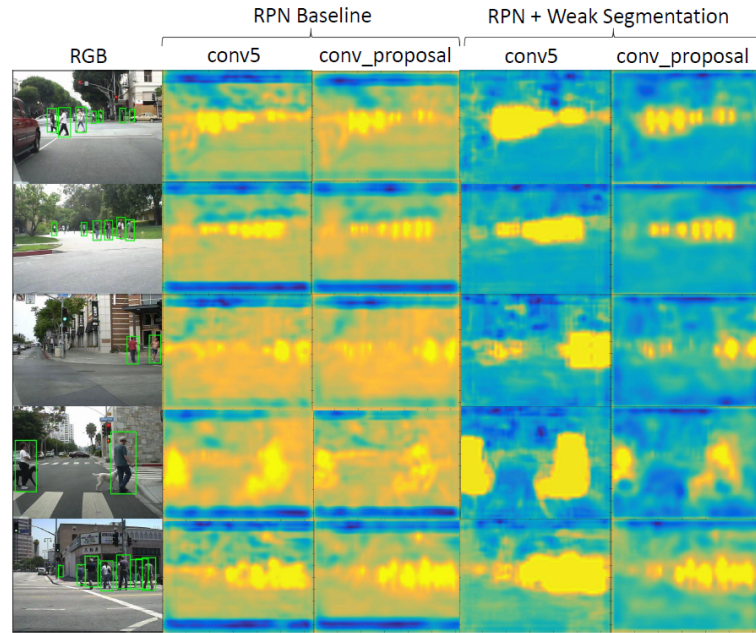 RPN Baseline
RPN + Weak Segmentation
RGB
conv5
conv_proposal
conv5
conv_proposal